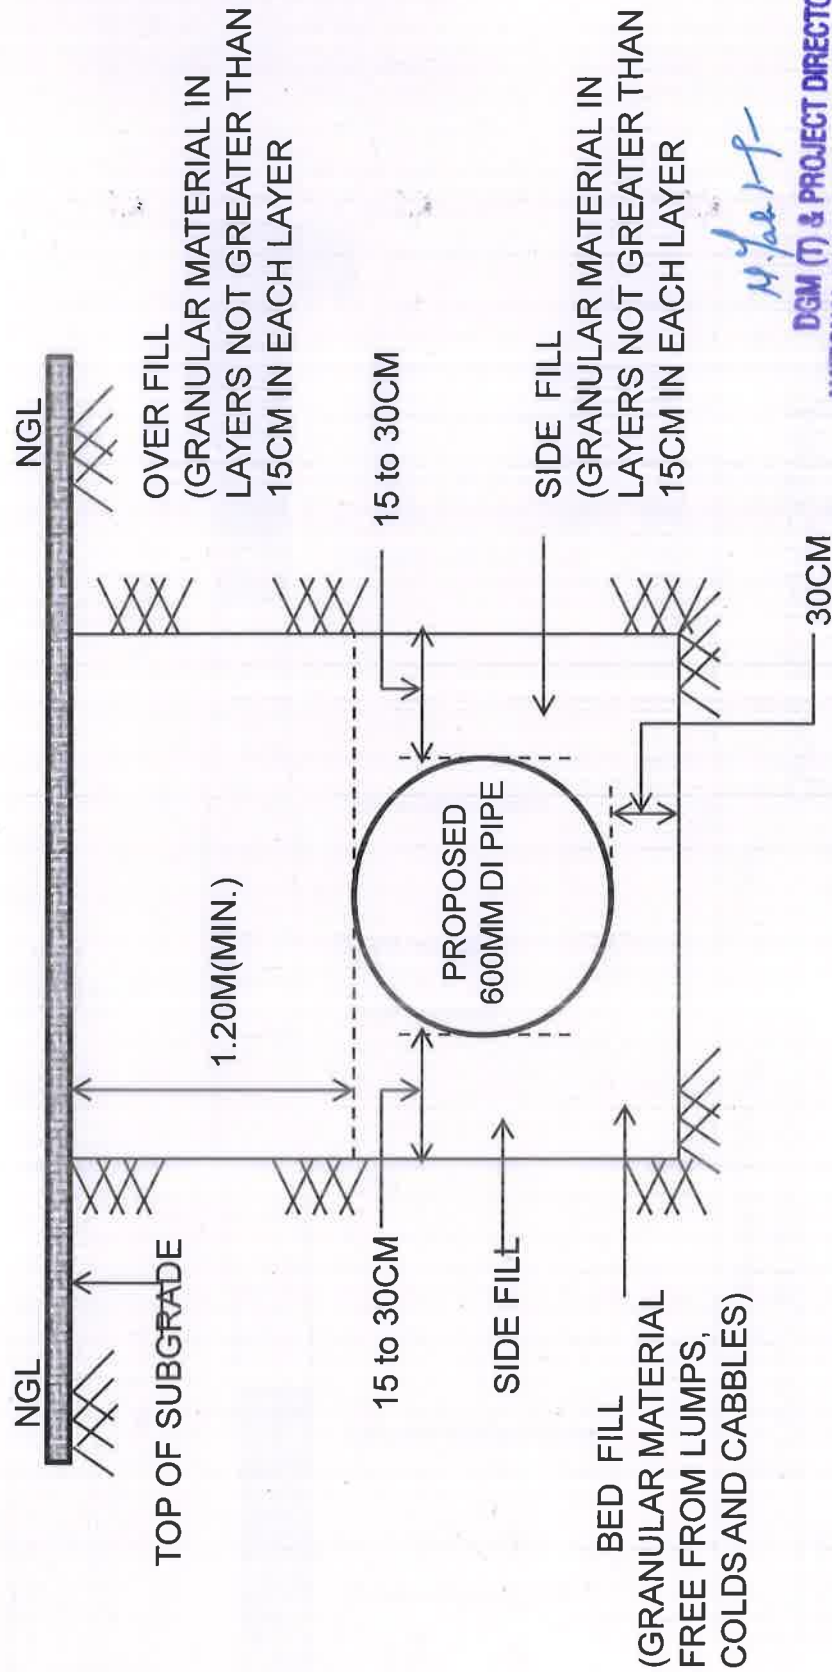 NGL
NGL
TOP OF SUBGRADE
1.20M(MIN.)
OVER FILL
(GRANULAR MATERIAL IN
LAYERS NOT GREATER THAN
15CM IN EACH LAYER
15 to 30CM
15 to 30CM
PROPOSED
600MM DI PIPE
SIDE FILL
SIDE FILL
(GRANULAR MATERIAL IN
LAYERS NOT GREATER THAN
15CM IN EACH LAYER
BED FILL
(GRANULAR MATERIAL
FREE FROM LUMPS,
COLDS AND CABBLES)
30CM
DGM (T) & PROJECT DIRECTO